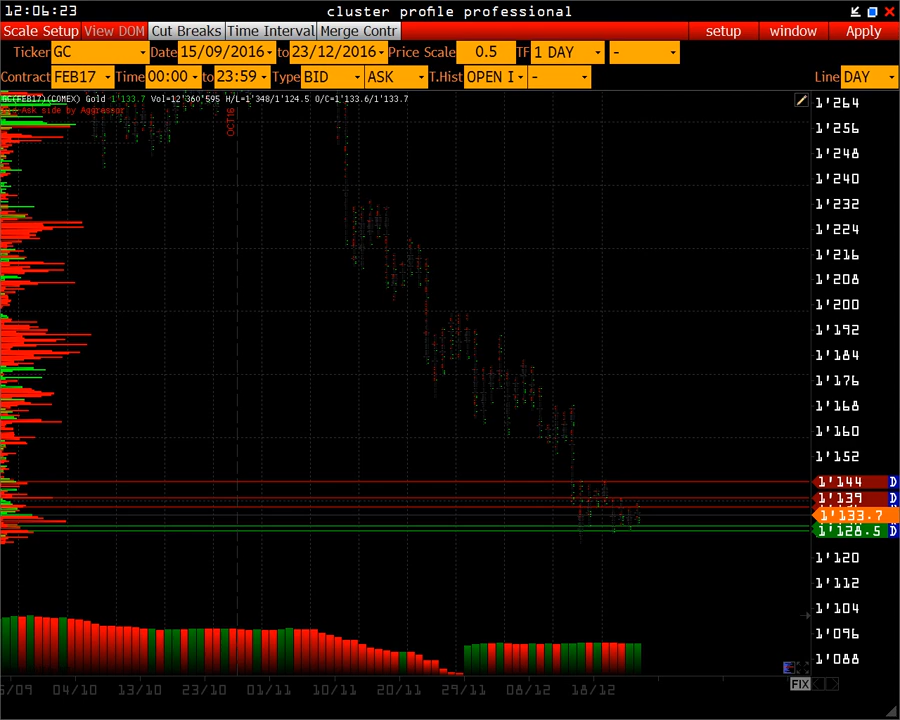 12:06:23 cluster profile professional
Scale Setup View DOM Cut Breaks Time Interval Merge Contr setup window Apply
Ticker GC Date 15/09/2016 to 23/12/2016 Price Scale 0.5 TF 1 DAY -
Contract FEB17 Time 00:00 to 23:59 Type BID ASK T.Hist OPEN I - Line DAY
GC(FEB17)(COMEX) Gold 1'133.7 Vol=12'360'595 H/L=1'348/1'124.5 O/C=1'133.6/1'133.7
Ask side by Aggressor
OCT16
1'264
1'256
1'248
1'240
1'232
1'224
1'216
1'208
1'200
1'192
1'184
1'176
1'168
1'160
1'152
1'144 D
1'139 D
1'133.7
1'128.5 D
1'120
1'112
1'104
1'096
1'088
04/10 13/10 23/10 01/11 10/11 20/11 29/11 08/12 18/12
FIX